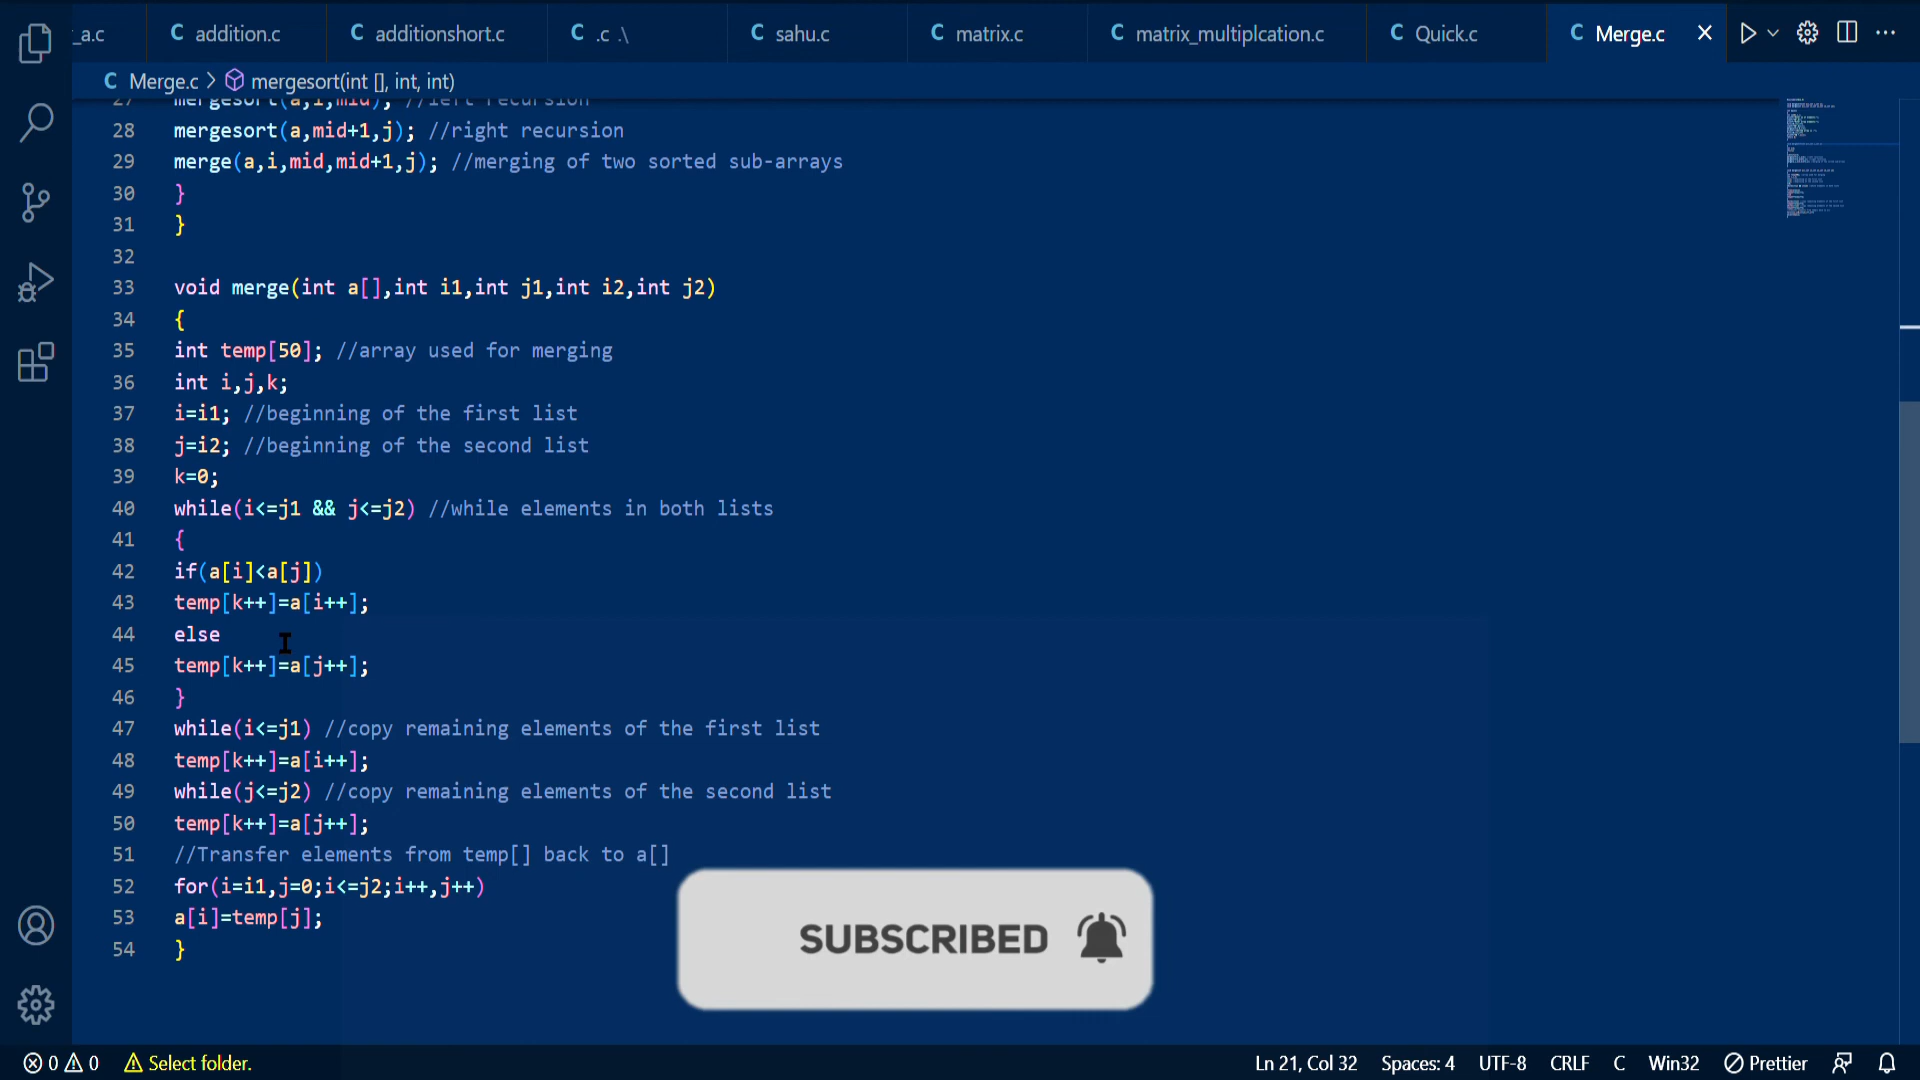 _a.c
addition.c
additionshort.c
.c .\
sahu.c
matrix.c
matrix_multiplcation.c
Quick.c
Merge.c
Merge.c > mergesort(int [], int, int)
27 mergesort(a,i,mid); //left recursion
28 mergesort(a,mid+1,j); //right recursion
29 merge(a,i,mid,mid+1,j); //merging of two sorted sub-arrays
30 }
31 }
32
33 void merge(int a[],int i1,int j1,int i2,int j2)
34 {
35 int temp[50]; //array used for merging
36 int i,j,k;
37 i=i1; //beginning of the first list
38 j=i2; //beginning of the second list
39 k=0;
40 while(i<=j1 && j<=j2) //while elements in both lists
41 {
42 if(a[i]<a[j])
43 temp[k++]=a[i++];
44 else
45 temp[k++]=a[j++];
46 }
47 while(i<=j1) //copy remaining elements of the first list
48 temp[k++]=a[i++];
49 while(j<=j2) //copy remaining elements of the second list
50 temp[k++]=a[j++];
51 //Transfer elements from temp[] back to a[]
52 for(i=i1,j=0;i<=j2;i++,j++)
53 a[i]=temp[j];
54 }
SUBSCRIBED
0 0 Select folder. Ln 21, Col 32 Spaces: 4 UTF-8 CRLF C Win32 Prettier